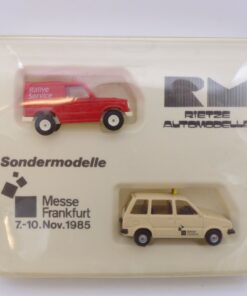 Rallye
Service
RM
RIETZE
AUTOMODELLE
Sondermodelle
Messe
Frankfurt
7.-10. Nov. 1985